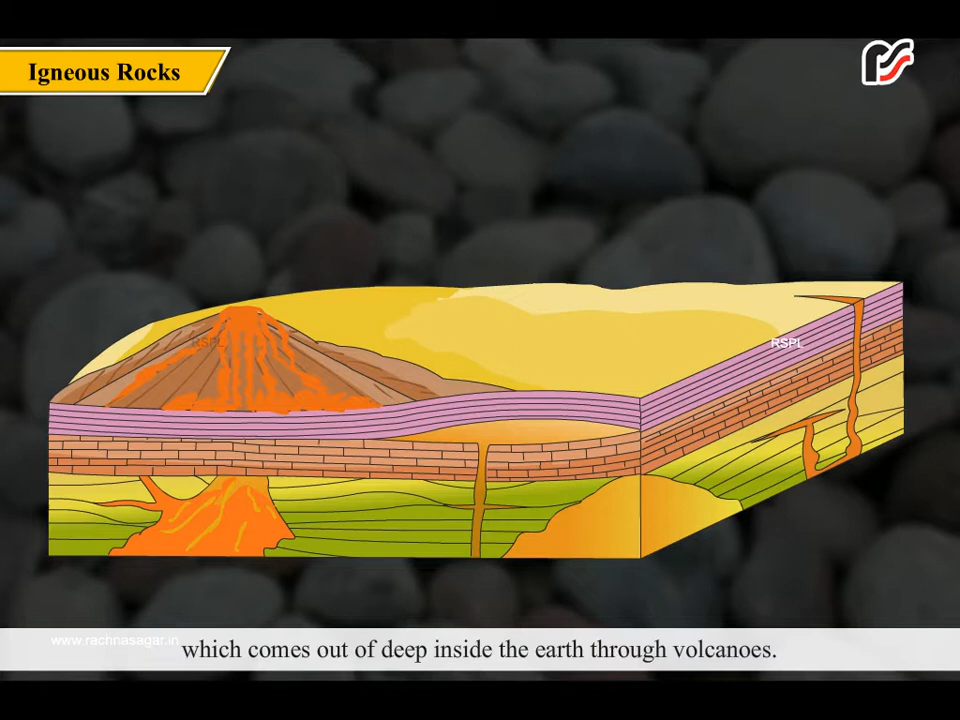 Igneous Rocks
RSPL
RSPL
www.rachnasagar.in
which comes out of deep inside the earth through volcanoes.